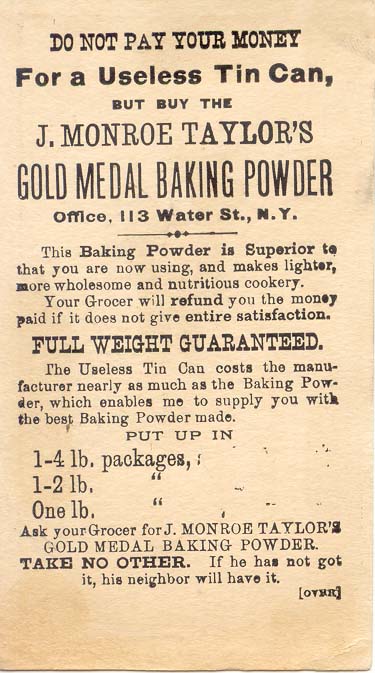 DO NOT PAY YOUR MONEY
For a Useless Tin Can,
BUT BUY THE
J. MONROE TAYLOR'S
GOLD MEDAL BAKING POWDER
Office, 113 Water St., N.Y.
This Baking Powder is Superior to
that you are now using, and makes lighter,
more wholesome and nutritious cookery.
Your Grocer will refund you the money
paid if it does not give entire satisfaction.
FULL WEIGHT GUARANTEED.
The Useless Tin Can costs the manu-
facturer nearly as much as the Baking Pow-
der, which enables me to supply you with
the best Baking Powder made.
PUT UP IN
1-4 lb. packages,
1-2 lb. "
One lb. "
Ask your Grocer for J. MONROE TAYLOR'S
GOLD MEDAL BAKING POWDER.
TAKE NO OTHER. If he has not got
it, his neighbor will have it.
[OVER]